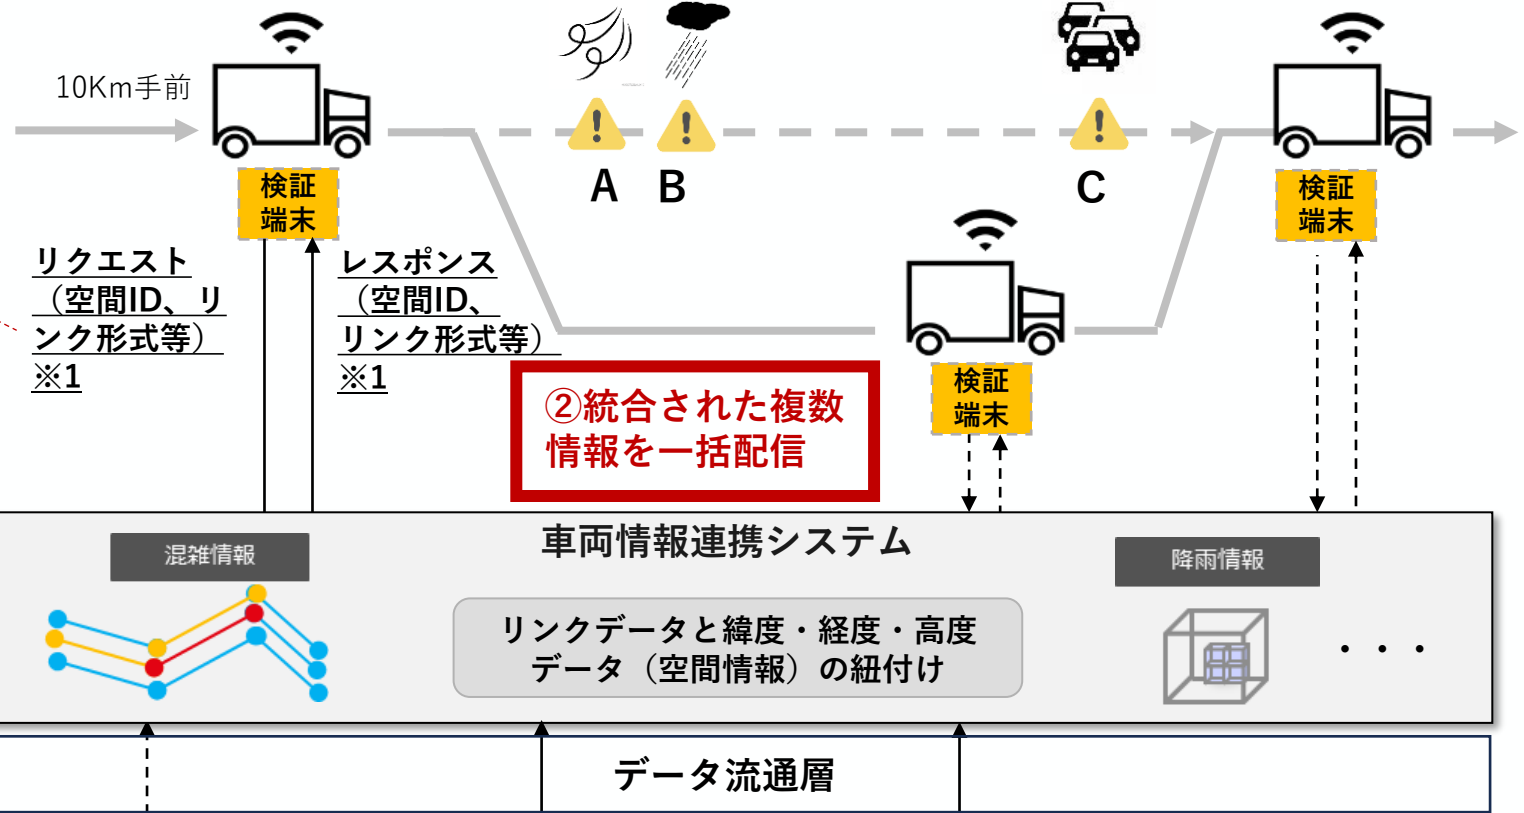 10Km手前
A
B
C
検証
端末
検証
端末
検証
端末
リクエスト
（空間ID、リ
ンク形式等）
※1
レスポンス
（空間ID、
リンク形式等）
※1
②統合された複数
情報を一括配信
車両情報連携システム
混雑情報
降雨情報
リンクデータと緯度・経度・高度
データ（空間情報）の紐付け
・・・
データ流通層